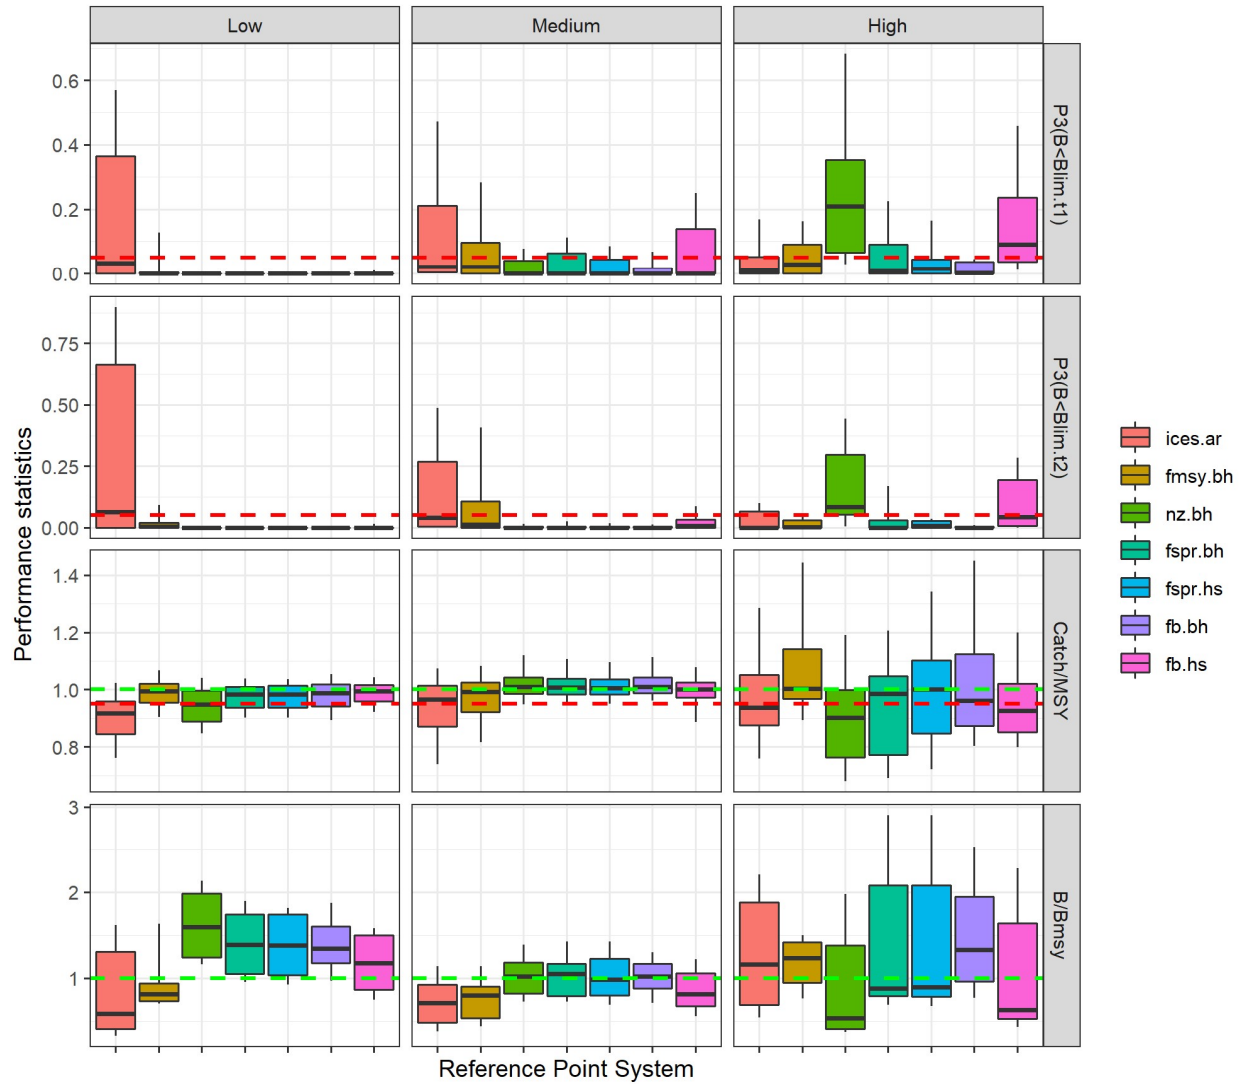 Low
Medium
High
0.6
0.4
0.2
0.0
P3(B<Blim.t1)
0.75
0.50
0.25
0.00
P3(B<Blim.t2)
1.4
1.2
1.0
0.8
Catch/MSY
3
2
1
B/Bmsy
Performance statistics
Reference Point System
ices.ar
fmsy.bh
nz.bh
fspr.bh
fspr.hs
fb.bh
fb.hs